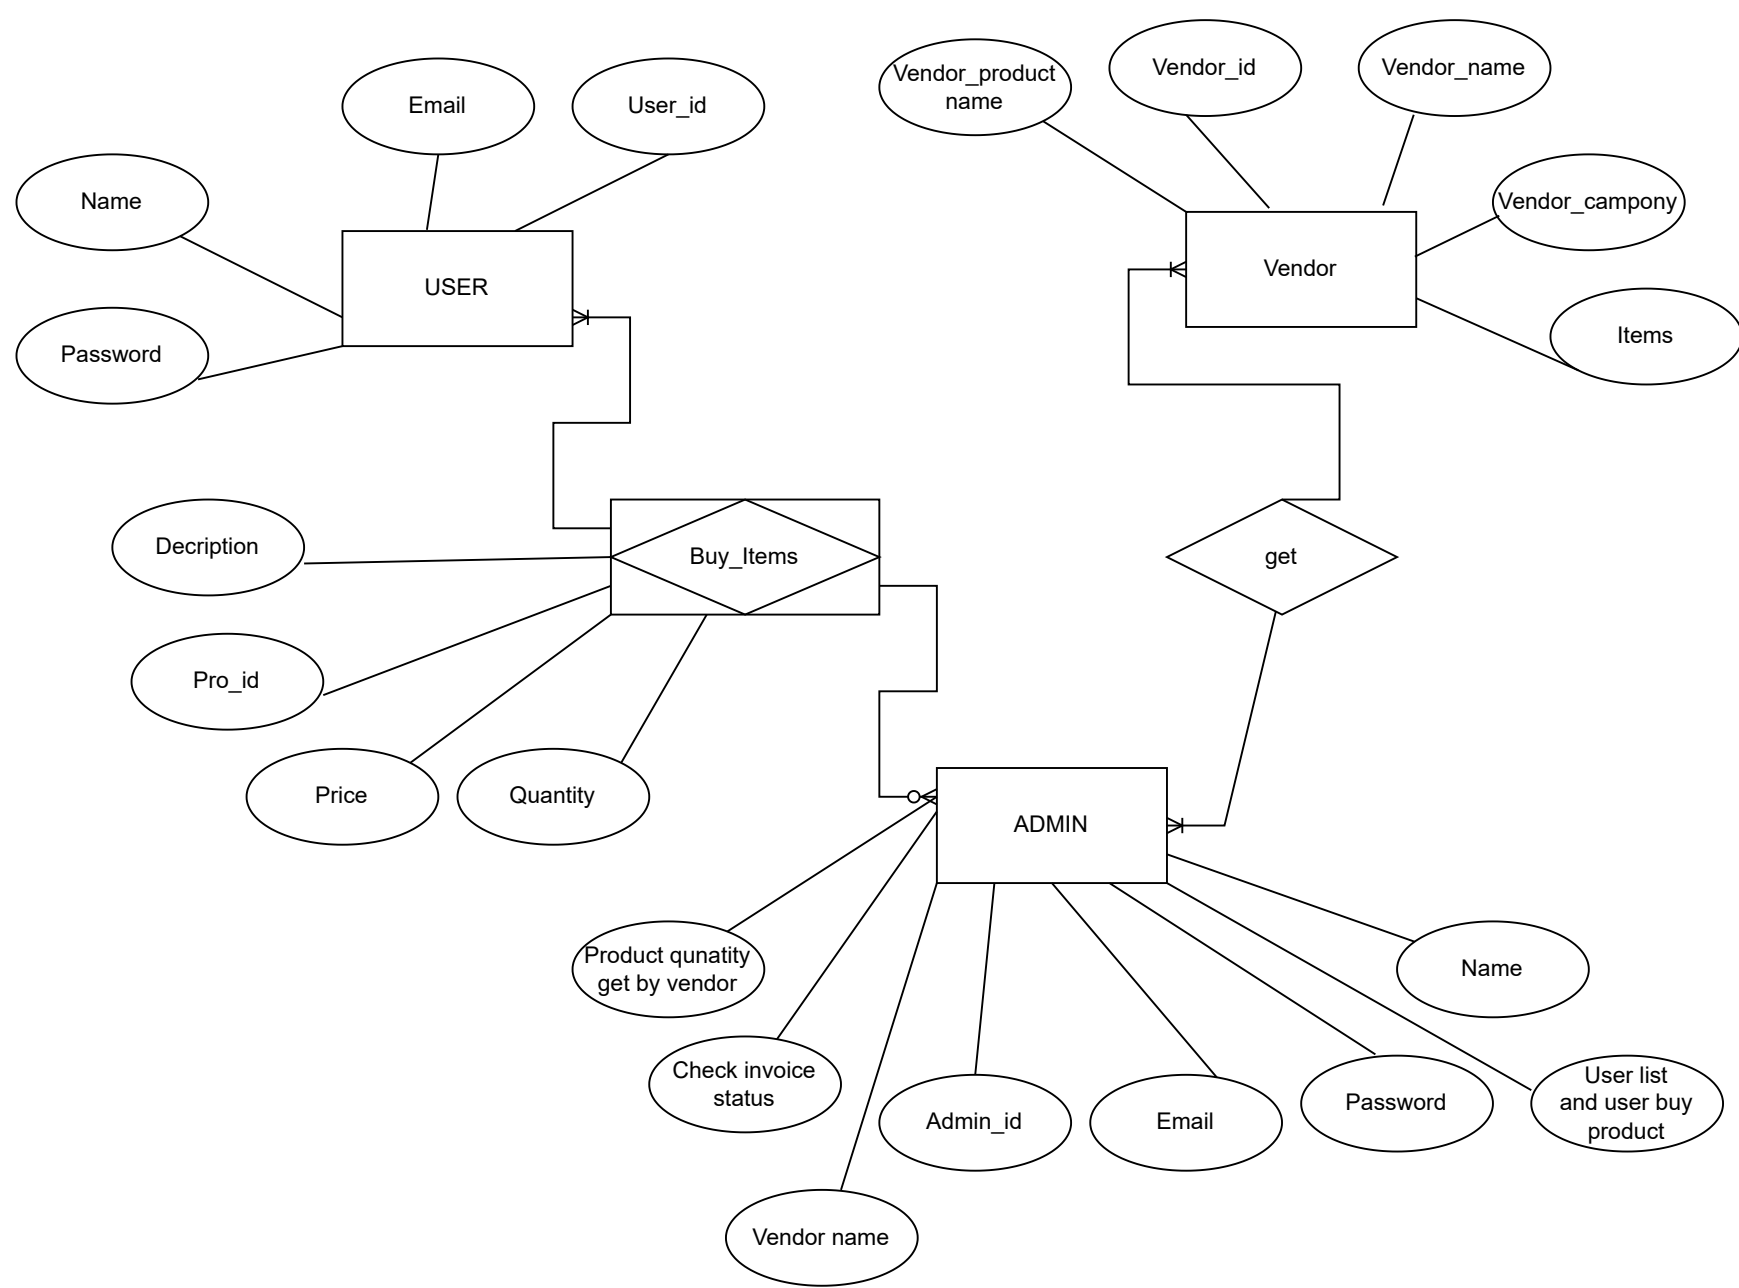 Vendor_product
name
Vendor_id
Vendor_name
Email
User_id
Name
Vendor_campony
USER
Vendor
Password
Items
Decription
Buy_Items
get
Pro_id
Price
Quantity
ADMIN
Product qunatity
get by vendor
Name
Check invoice
status
Admin_id
Email
Password
User list
and user buy
product
Vendor name